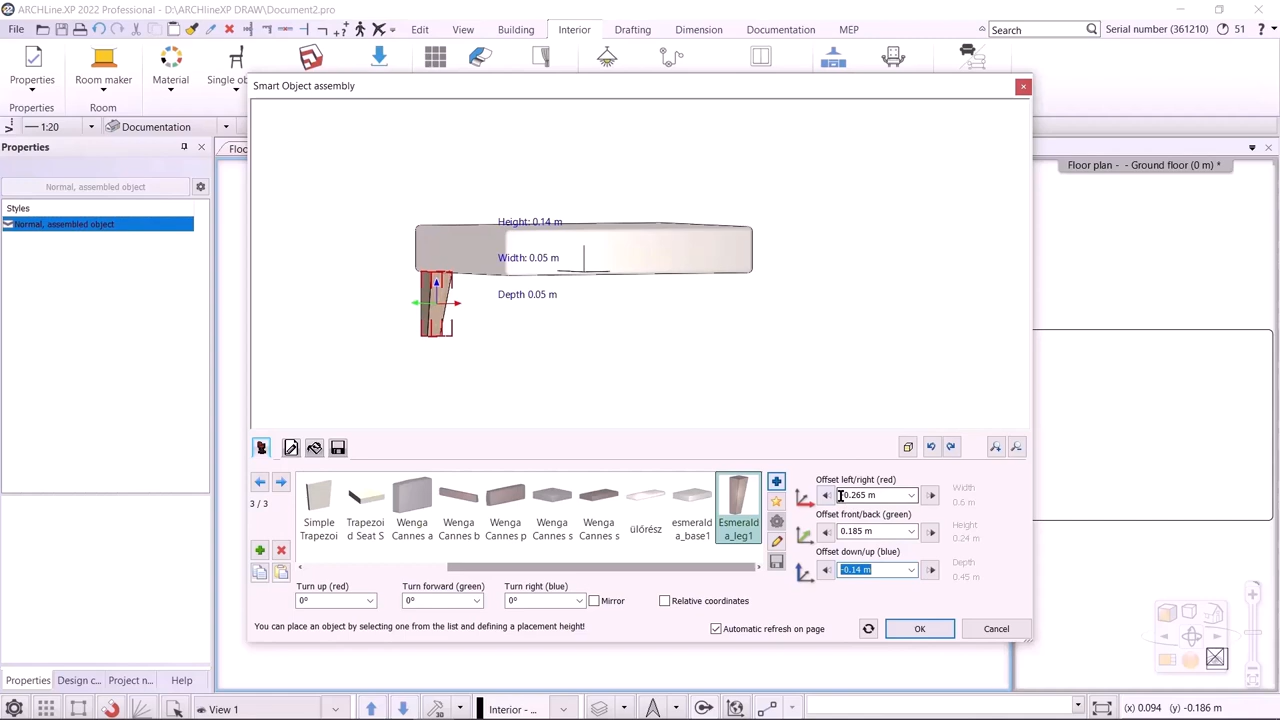 ARCHLine.XP 2022 Professional - [ARCHlineXP DRAW/Document2.pro]
File
Edit
View
Building
Interior
Drafting
Dimension
Documentation
MEP
Search
Serial number (361210)
51
Properties
Room maker
Material
Single ob
Properties
Room
1:20
Documentation
Properties
Normal, assembled object
Styles
Normal, assembled object
Floo
Floor plan - - Ground floor (0 m) *
Smart Object assembly
Height: 0.14 m
Width: 0.05 m
Depth 0.05 m
3 / 3
Simple Trapezoi
Trapezoi d Seat S
Wenga Cannes a
Wenga Cannes b
Wenga Cannes p
Wenga Cannes s
Wenga Cannes s
ülőrész
esmerald a_base1
Esmerald a_leg1
Offset left/right (red)
0.265 m
Offset front/back (green)
0.185 m
Offset down/up (blue)
-0.14 m
Width
0.6 m
Height
0.24 m
Depth
0.45 m
Turn up (red)
Turn forward (green)
Turn right (blue)
0°
0°
0°
Mirror
Relative coordinates
You can place an object by selecting one from the list and defining a placement height!
Automatic refresh on page
OK
Cancel
Properties
Design c...
Project n...
Help
View 1
30
Interior - ...
(x) 0.094
(y) -0.186 m